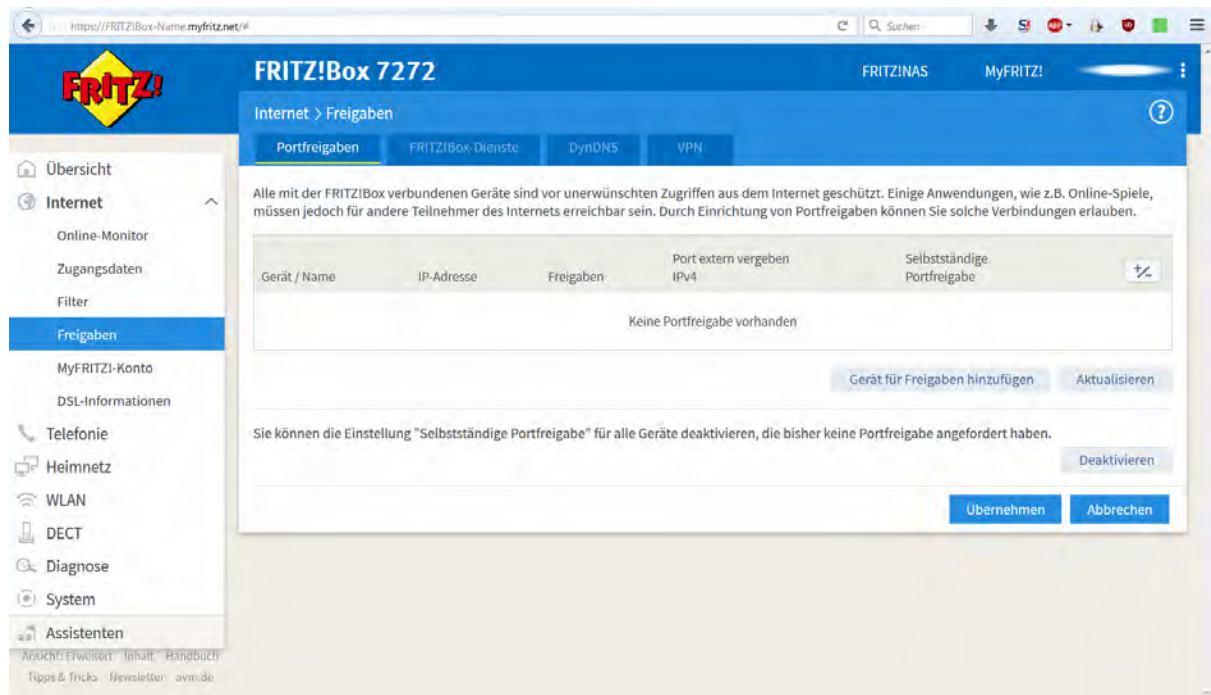 https://FRITZ!Box-Name.myfritz.net/#
Suchen
FRITZ!
FRITZ!Box 7272
FRITZ!NAS
MyFRITZ!
Internet > Freigaben
Portfreigaben
FRITZ!Box-Dienste
DynDNS
VPN
Übersicht
Internet
Online-Monitor
Zugangsdaten
Filter
Freigaben
MyFRITZ!-Konto
DSL-Informationen
Telefonie
Heimnetz
WLAN
DECT
Diagnose
System
Assistenten
Ansicht: Erweitert Inhalt Handbuch
Tipps & Tricks Newsletter avm.de
Alle mit der FRITZ!Box verbundenen Geräte sind vor unerwünschten Zugriffen aus dem Internet geschützt. Einige Anwendungen, wie z.B. Online-Spiele,
müssen jedoch für andere Teilnehmer des Internets erreichbar sein. Durch Einrichtung von Portfreigaben können Sie solche Verbindungen erlauben.
Gerät / Name
IP-Adresse
Freigaben
Port extern vergeben
IPv4
Selbstständige
Portfreigabe
Keine Portfreigabe vorhanden
Gerät für Freigaben hinzufügen
Aktualisieren
Sie können die Einstellung "Selbstständige Portfreigabe" für alle Geräte deaktivieren, die bisher keine Portfreigabe angefordert haben.
Deaktivieren
Übernehmen
Abbrechen